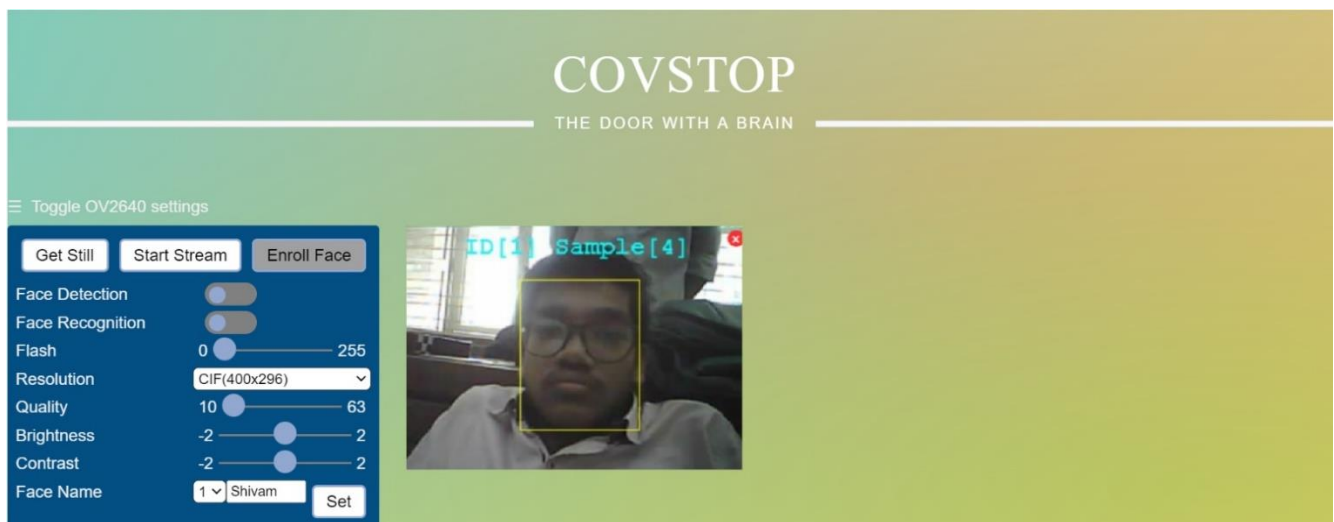 COVSTOP
THE DOOR WITH A BRAIN
☰ Toggle OV2640 settings
Get Still Start Stream Enroll Face
ID[1] Sample[4]
Face Detection
Face Recognition
Flash 0 255
Resolution CIF(400x296)
Quality 10 63
Brightness -2 2
Contrast -2 2
Face Name 1 Shivam Set